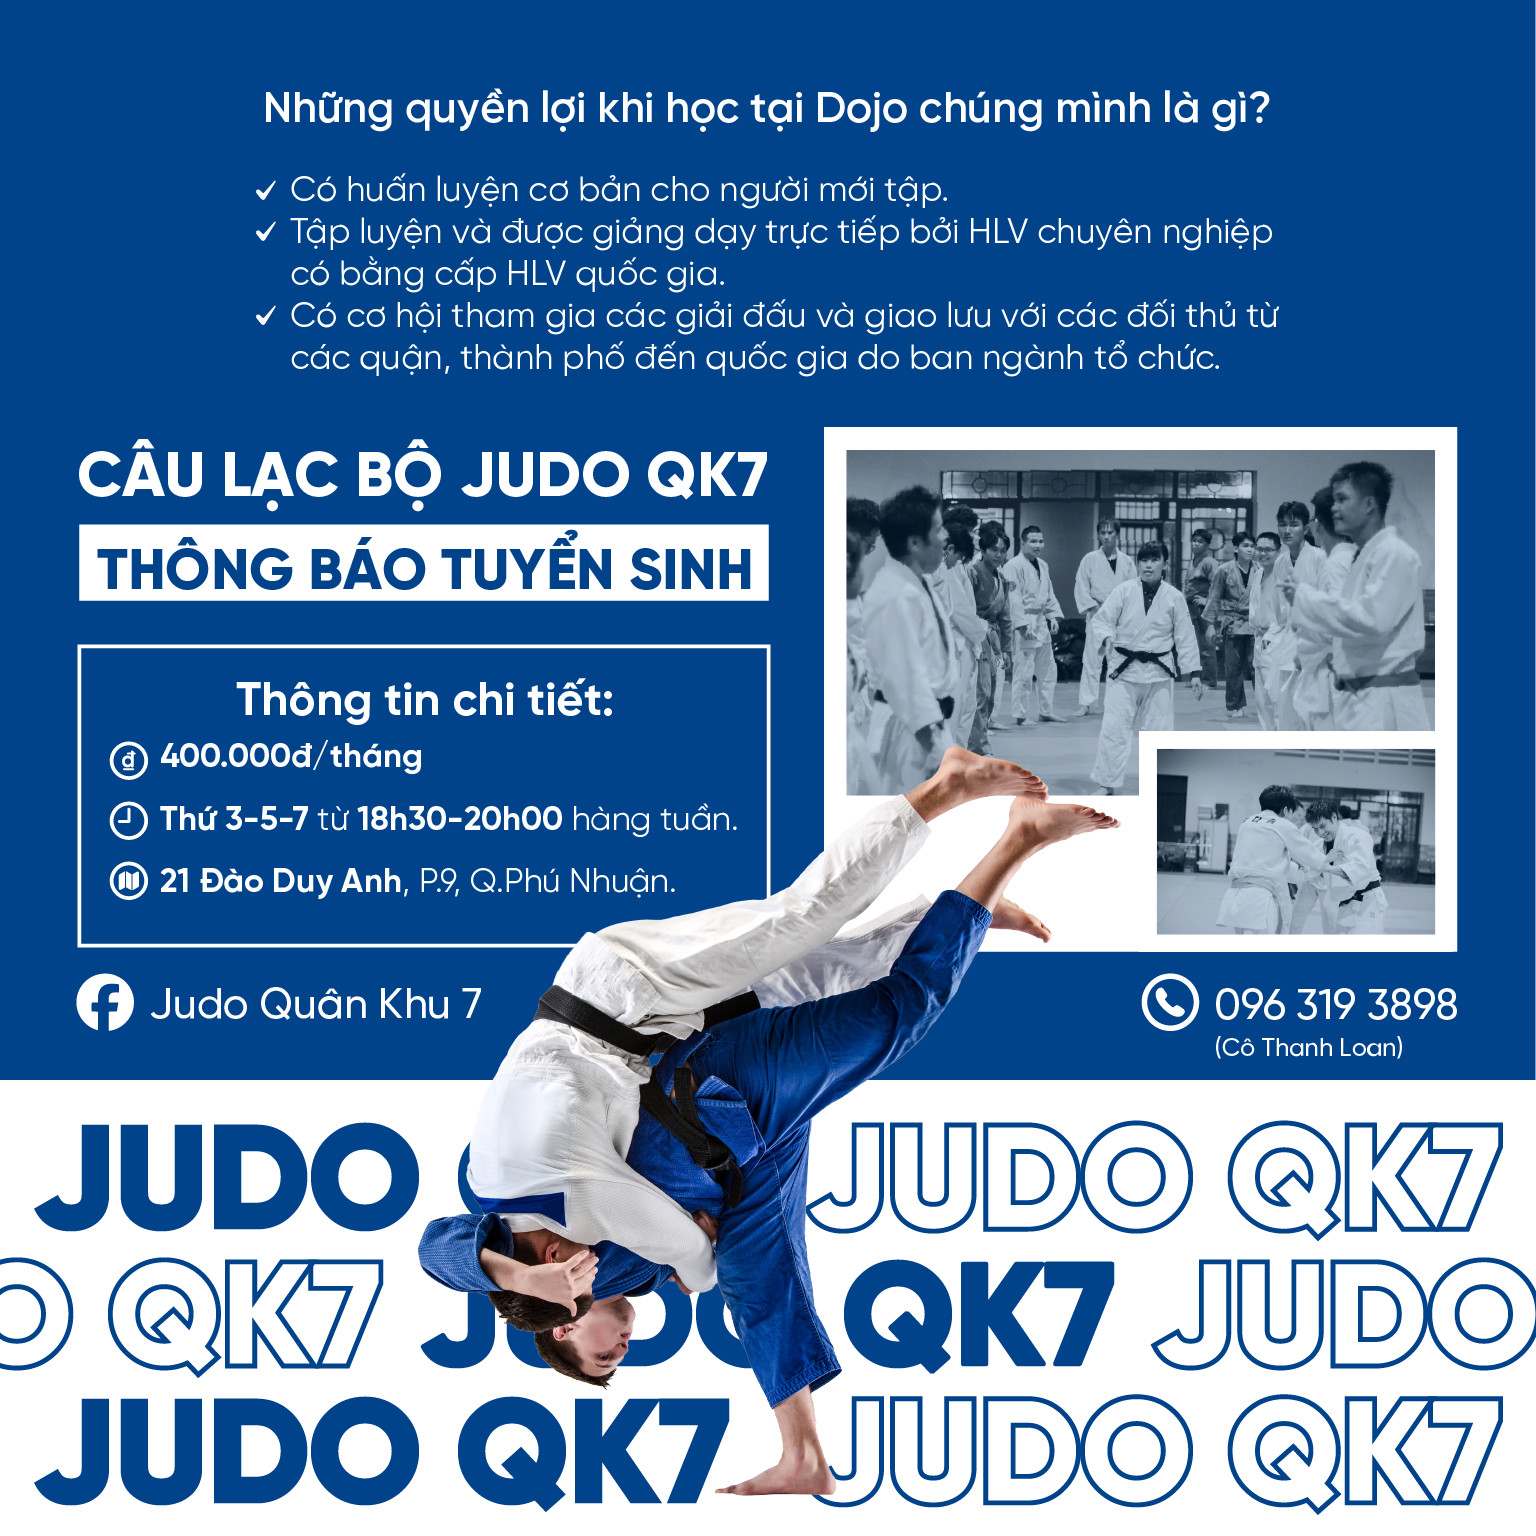 Những quyền lợi khi học tại Dojo chúng mình là gì?
Có huấn luyện cơ bản cho người mới tập.
Tập luyện và được giảng dạy trực tiếp bởi HLV chuyên nghiệp
có bằng cấp HLV quốc gia.
Có cơ hội tham gia các giải đấu và giao lưu với các đối thủ từ
các quận, thành phố đến quốc gia do ban ngành tổ chức.
CÂU LẠC BỘ JUDO QK7
THÔNG BÁO TUYỂN SINH
Thông tin chi tiết:
400.000đ/tháng
Thứ 3-5-7 từ 18h30-20h00 hàng tuần.
21 Đào Duy Anh, P.9, Q.Phú Nhuận.
Judo Quân Khu 7
096 319 3898
(Cô Thanh Loan)
JUDO JUDO QK7
O QK7 JUDO QK7 JUDO
JUDO QK7 JUDO QK7